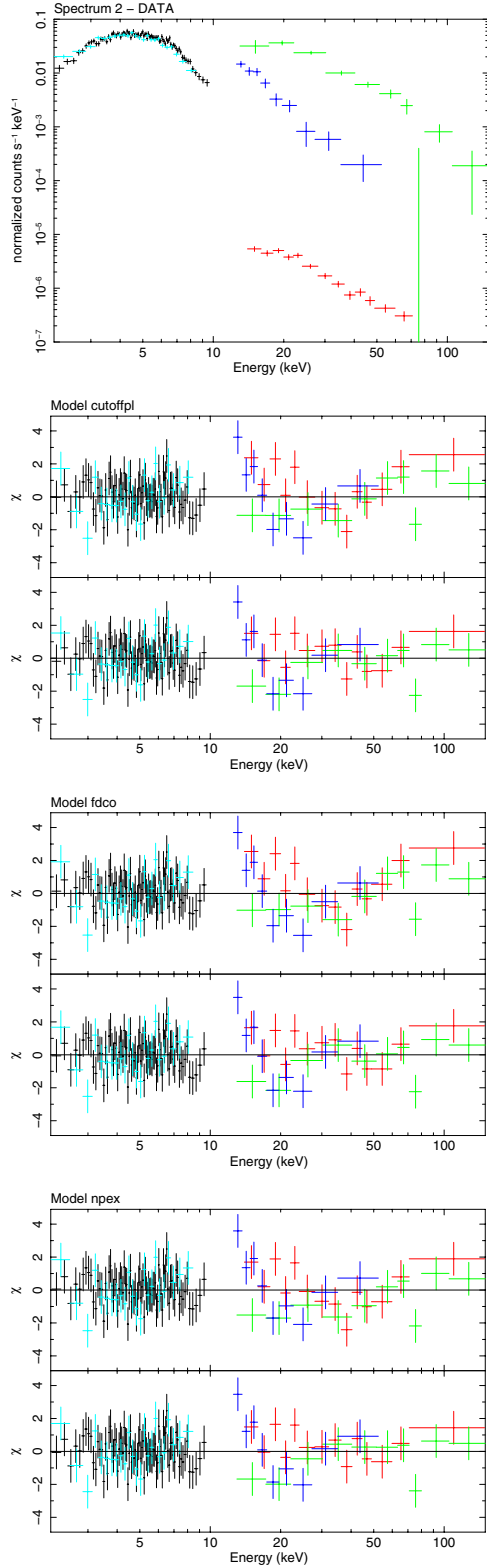 Spectrum 2 – DATA
0.1
0.01
10⁻³
10⁻⁴
10⁻⁵
10⁻⁶
10⁻⁷
normalized counts s⁻¹ keV⁻¹
5 10 20 50 100
Energy (keV)
Model cutoffpl
4
2
0
−2
−4
4
2
0
−2
−4
χ
5 10 20 50 100
Energy (keV)
Model fdco
4
2
0
−2
−4
4
2
0
−2
−4
χ
5 10 20 50 100
Energy (keV)
Model npex
4
2
0
−2
−4
χ
4
2
0
−2
−4
χ
5 10 20 50 100
Energy (keV)